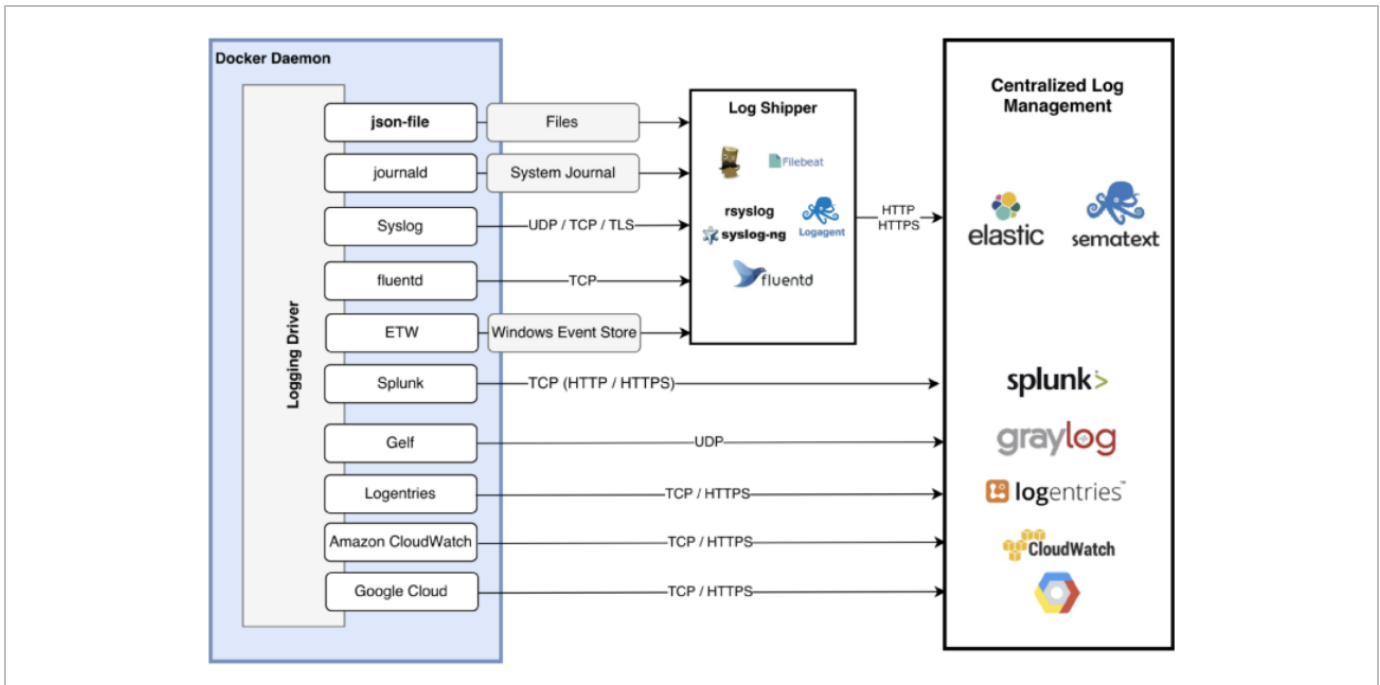 Docker Daemon
Logging Driver
json-file
Files
journald
System Journal
Syslog
UDP / TCP / TLS
fluentd
TCP
ETW
Windows Event Store
Splunk
TCP (HTTP / HTTPS)
Gelf
UDP
Logentries
TCP / HTTPS
Amazon CloudWatch
TCP / HTTPS
Google Cloud
TCP / HTTPS
Log Shipper
Filebeat
rsyslog
syslog-ng
Logagent
fluentd
HTTP
HTTPS
Centralized Log
Management
elastic
sematext
splunk>
graylog
logentries™
CloudWatch